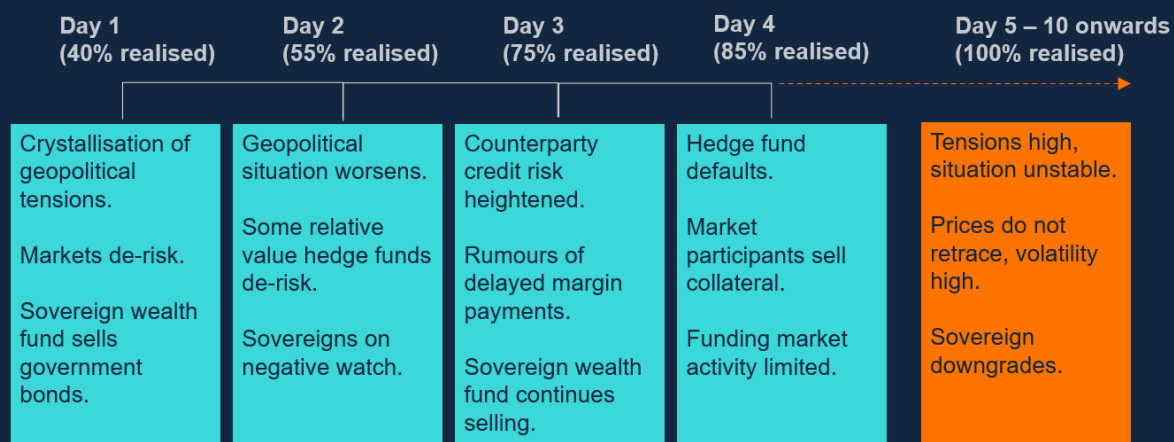 Day 1
(40% realised)
Day 2
(55% realised)
Day 3
(75% realised)
Day 4
(85% realised)
Day 5 – 10 onwards
(100% realised)
Crystallisation of
geopolitical
tensions.
Markets de-risk.
Sovereign wealth
fund sells
government
bonds.
Geopolitical
situation worsens.
Some relative
value hedge funds
de-risk.
Sovereigns on
negative watch.
Counterparty
credit risk
heightened.
Rumours of
delayed margin
payments.
Sovereign wealth
fund continues
selling.
Hedge fund
defaults.
Market
participants sell
collateral.
Funding market
activity limited.
Tensions high,
situation unstable.
Prices do not
retrace, volatility
high.
Sovereign
downgrades.